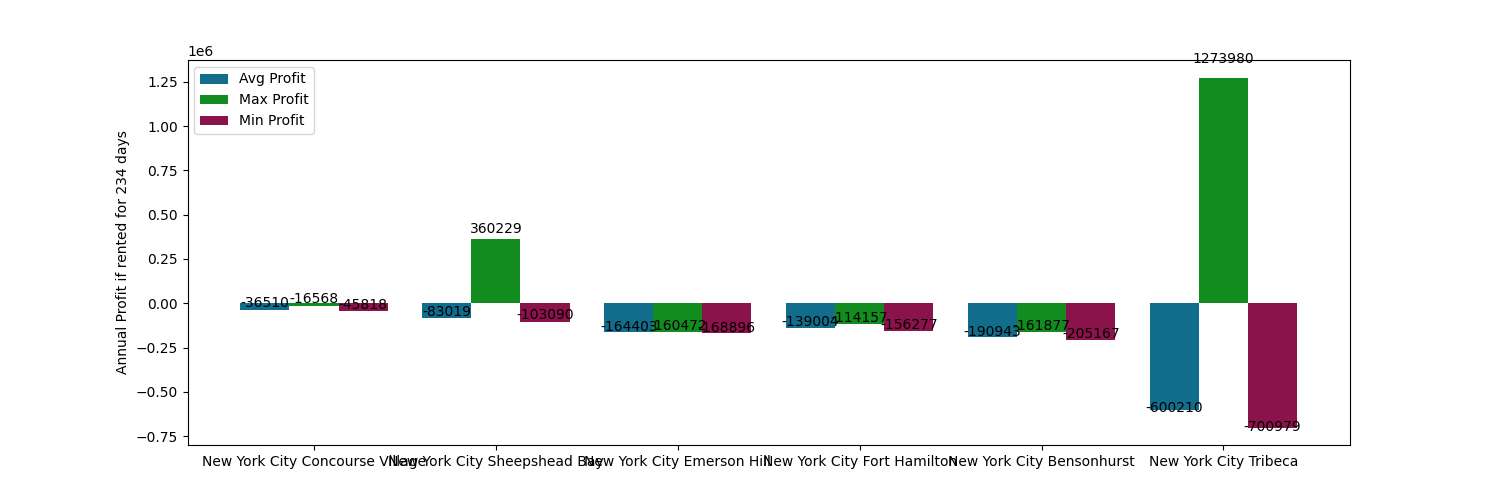 1e6
Avg Profit
Max Profit
Min Profit
Annual Profit if rented for 234 days
1.25
1.00
0.75
0.50
0.25
0.00
−0.25
−0.50
−0.75
-36510
-16568
-45818
-83019
360229
-103090
-164403
-160472
-168896
-139004
-114157
-156277
-190943
-161877
-205167
-600210
1273980
-700979
New York City Concourse Village
New York City Sheepshead Bay
New York City Emerson Hill
New York City Fort Hamilton
New York City Bensonhurst
New York City Tribeca